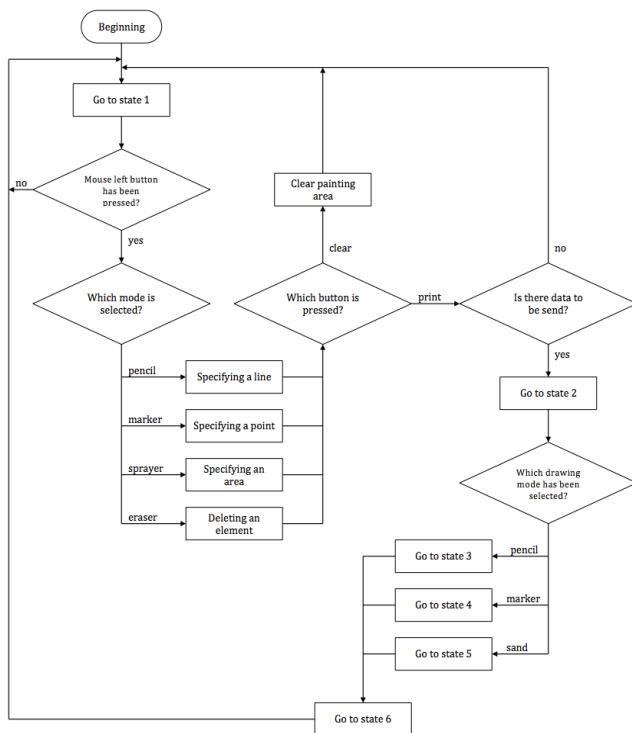 Beginning
Go to state 1
no
Mouse left button
has been
pressed?
yes
Which mode is
selected?
pencil
Specifying a line
marker
Specifying a point
sprayer
Specifying an
area
eraser
Deleting an
element
Clear painting
area
clear
Which button is
pressed?
print
no
Is there data to
be send?
yes
Go to state 2
Which drawing
mode has been
selected?
pencil
Go to state 3
marker
Go to state 4
sand
Go to state 5
Go to state 6